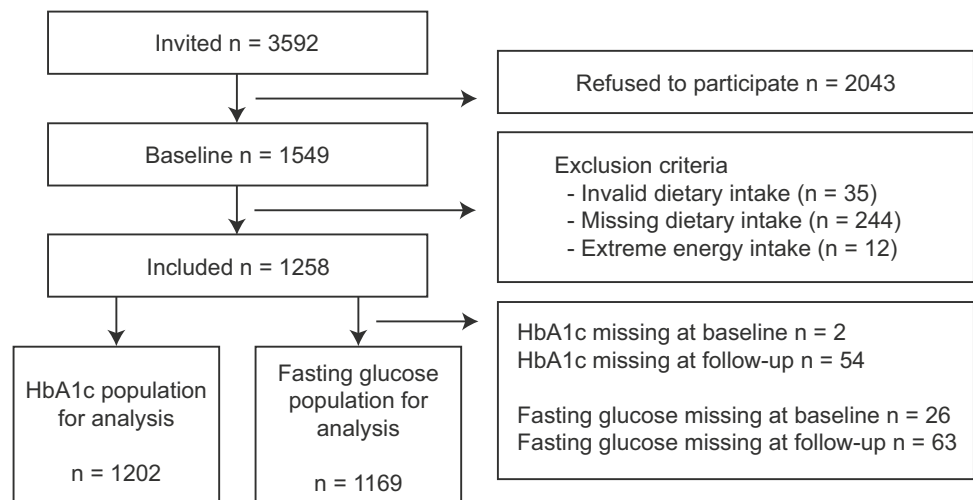 Invited n = 3592
Refused to participate n = 2043
Baseline n = 1549
Exclusion criteria
- Invalid dietary intake (n = 35)
- Missing dietary intake (n = 244)
- Extreme energy intake (n = 12)
Included n = 1258
HbA1c missing at baseline n = 2
HbA1c missing at follow-up n = 54
Fasting glucose missing at baseline n = 26
Fasting glucose missing at follow-up n = 63
HbA1c population
for analysis
n = 1202
Fasting glucose
population for
analysis
n = 1169